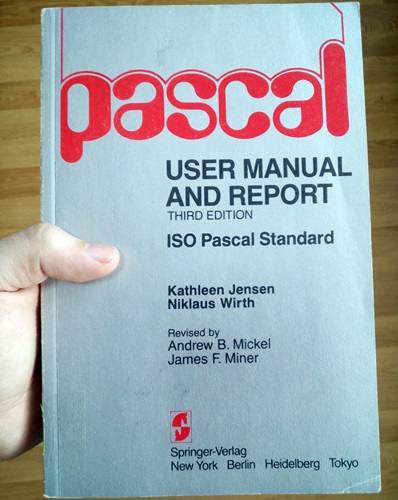 pascal
USER MANUAL
AND REPORT
THIRD EDITION
ISO Pascal Standard
Kathleen Jensen
Niklaus Wirth
Revised by
Andrew B. Mickel
James F. Miner
Springer-Verlag
New York Berlin Heidelberg Tokyo